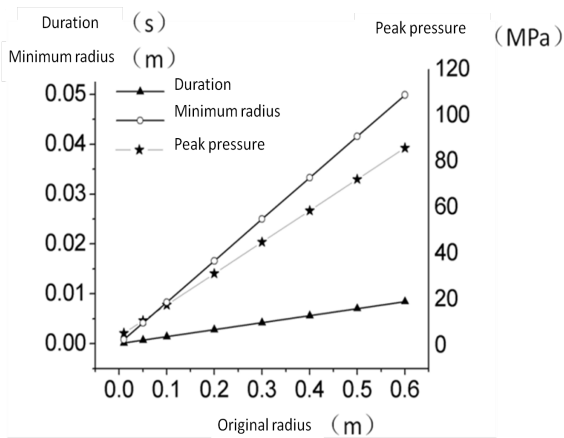 Duration （s）
Peak pressure （MPa）
Minimum radius （m）
120
Duration
0.05
100
Minimum radius
0.04
Peak pressure
80
0.03
60
0.02
40
0.01
20
0.00
0
0.0 0.1 0.2 0.3 0.4 0.5 0.6
Original radius （m）